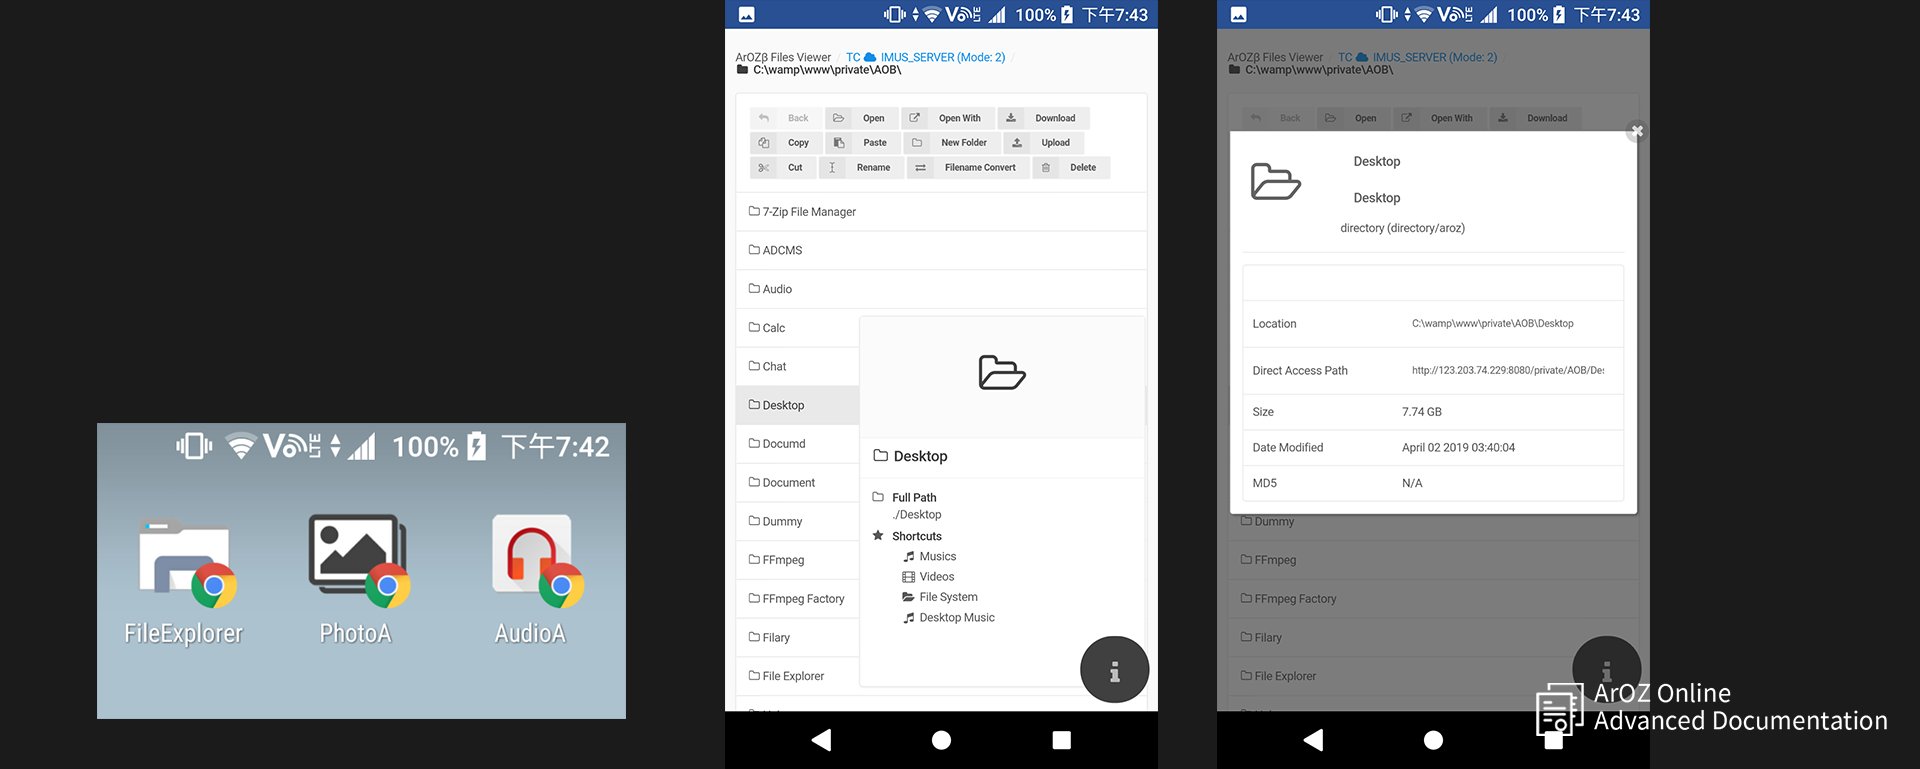 100% 下午7:42
FileExplorer
PhotoA
AudioA
100% 下午7:43
ArOZβ Files Viewer / TC IMUS_SERVER (Mode: 2) /
C:\wamp\www\private\AOB\
Back Open Open With Download
Copy Paste New Folder Upload
Cut Rename Filename Convert Delete
7-Zip File Manager
ADCMS
Audio
Calc
Chat
Desktop
Documd
Document
Dummy
FFmpeg
FFmpeg Factory
Filary
File Explorer
Desktop
Full Path
./Desktop
Shortcuts
Musics
Videos
File System
Desktop Music
100% 下午7:43
ArOZβ Files Viewer / TC IMUS_SERVER (Mode: 2) /
C:\wamp\www\private\AOB\
Back Open Open With Download
Desktop
Desktop
directory (directory/aroz)
Location C:\wamp\www\private\AOB\Desktop
Direct Access Path http://123.203.74.229:8080/private/AOB/Des
Size 7.74 GB
Date Modified April 02 2019 03:40:04
MD5 N/A
Dummy
FFmpeg
FFmpeg Factory
Filary
File Explorer
ArOZ Online
Advanced Documentation